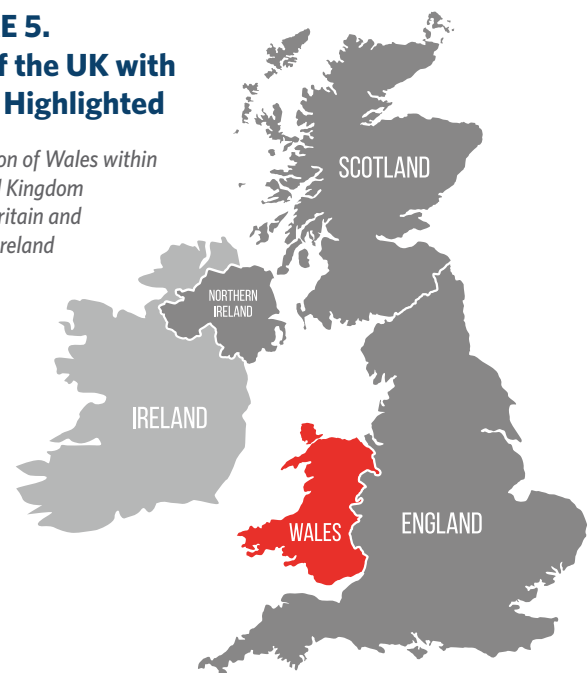 E 5.
f the UK with
Highlighted
on of Wales within
l Kingdom
ritain and
reland
SCOTLAND
NORTHERN
IRELAND
IRELAND
WALES
ENGLAND